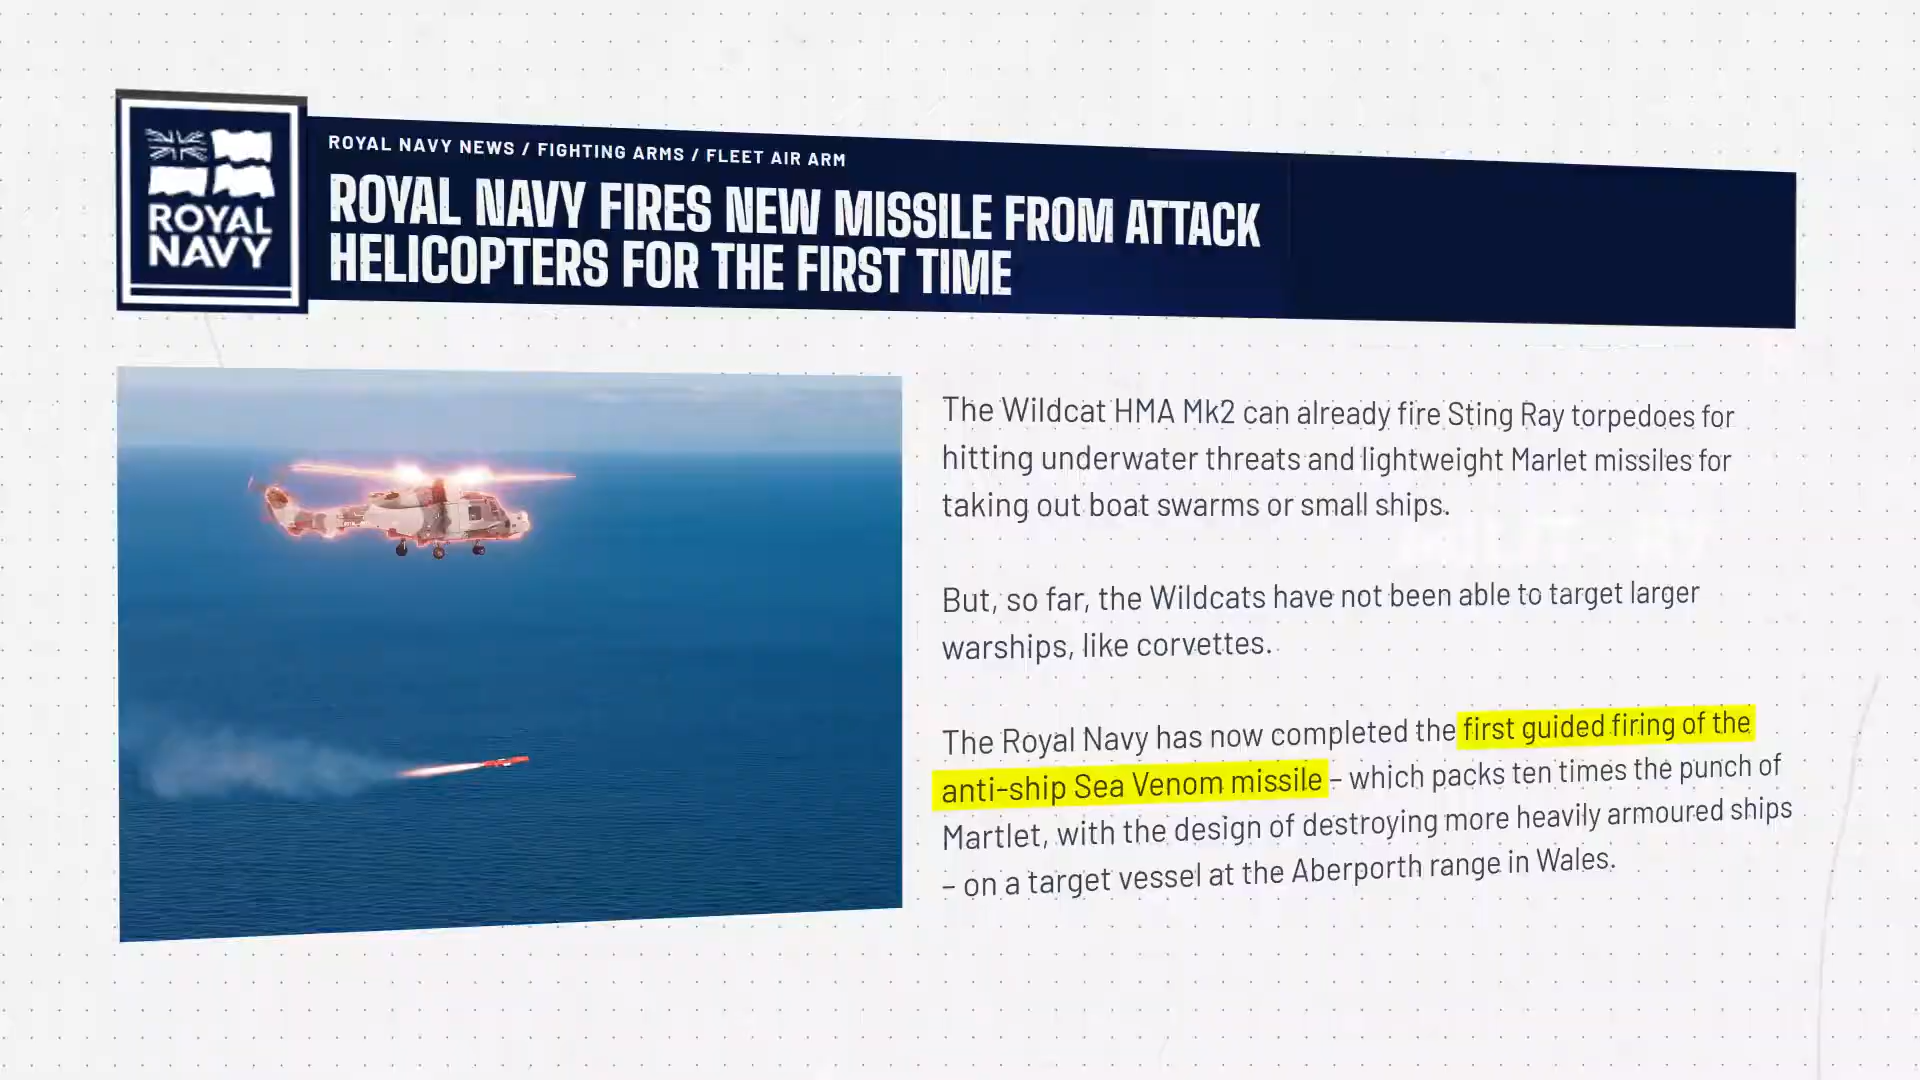 ROYAL
NAVY
ROYAL NAVY NEWS / FIGHTING ARMS / FLEET AIR ARM
ROYAL NAVY FIRES NEW MISSILE FROM ATTACK
HELICOPTERS FOR THE FIRST TIME
The Wildcat HMA Mk2 can already fire Sting Ray torpedoes for
hitting underwater threats and lightweight Marlet missiles for
taking out boat swarms or small ships.
But, so far, the Wildcats have not been able to target larger
warships, like corvettes.
The Royal Navy has now completed the first guided firing of the
anti-ship Sea Venom missile – which packs ten times the punch of
Martlet, with the design of destroying more heavily armoured ships
– on a target vessel at the Aberporth range in Wales.